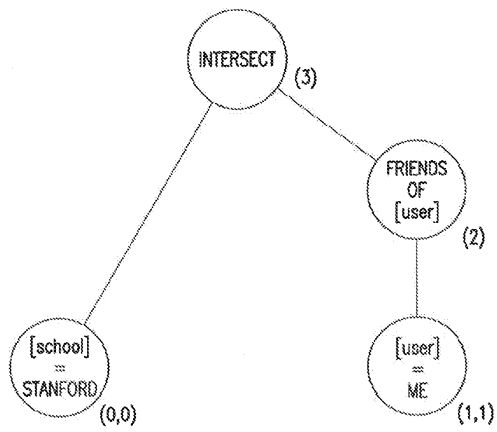 INTERSECT
(3)
FRIENDS
OF
[user]
(2)
[school]
=
STANFORD
(0,0)
[user]
=
ME
(1,1)